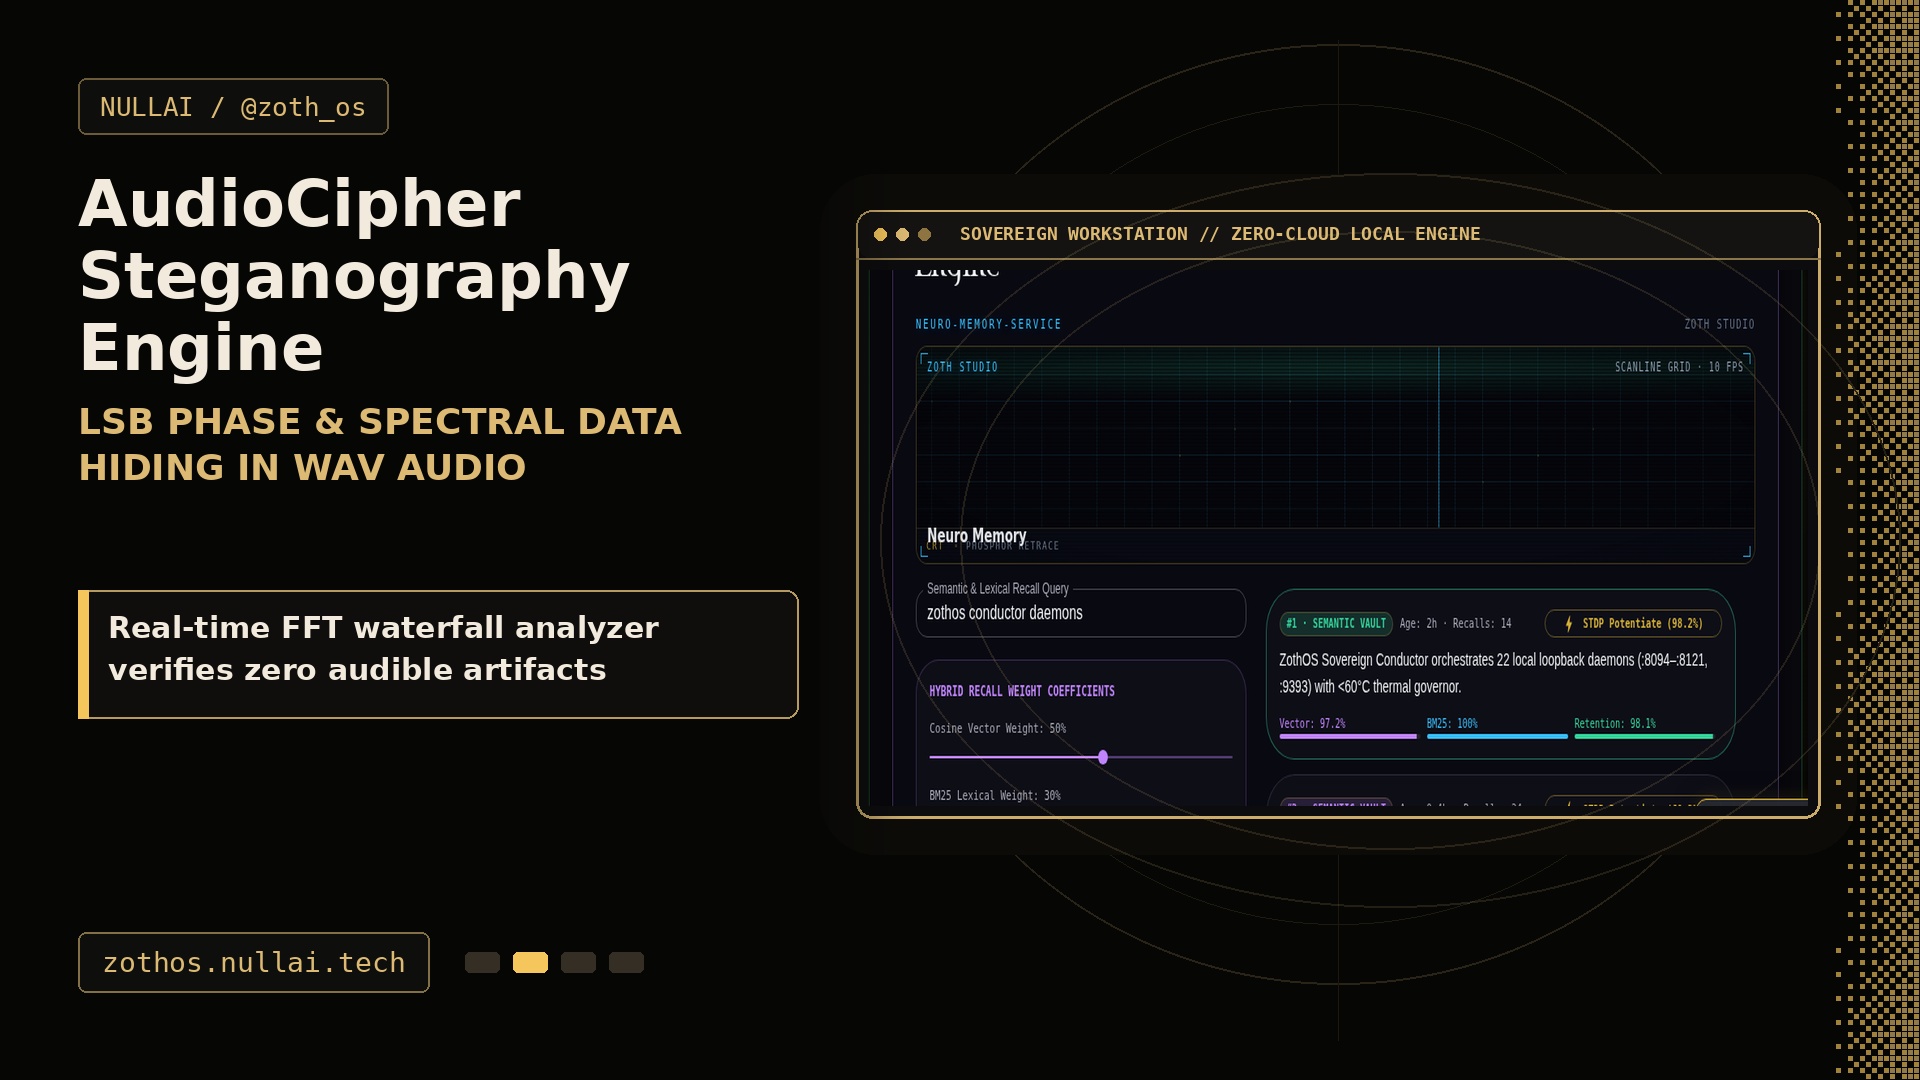 NULLAI / @zoth_os
AudioCipher
Steganography
Engine
LSB PHASE & SPECTRAL DATA
HIDING IN WAV AUDIO
Real-time FFT waterfall analyzer
verifies zero audible artifacts
zothos.nullai.tech
SOVEREIGN WORKSTATION // ZERO-CLOUD LOCAL ENGINE
Engine
NEURO-MEMORY-SERVICE
ZOTH STUDIO
ZOTH STUDIO
SCANLINE GRID · 10 FPS
Neuro Memory
CRT · PHOSPHOR RETRACE
Semantic & Lexical Recall Query
zothos conductor daemons
HYBRID RECALL WEIGHT COEFFICIENTS
Cosine Vector Weight: 50%
BM25 Lexical Weight: 30%
#1 · SEMANTIC VAULT
Age: 2h · Recalls: 14
STDP Potentiate (98.2%)
ZothOS Sovereign Conductor orchestrates 22 local loopback daemons (:8094–:8121,
:9393) with <60°C thermal governor.
Vector: 97.2%
BM25: 100%
Retention: 98.1%